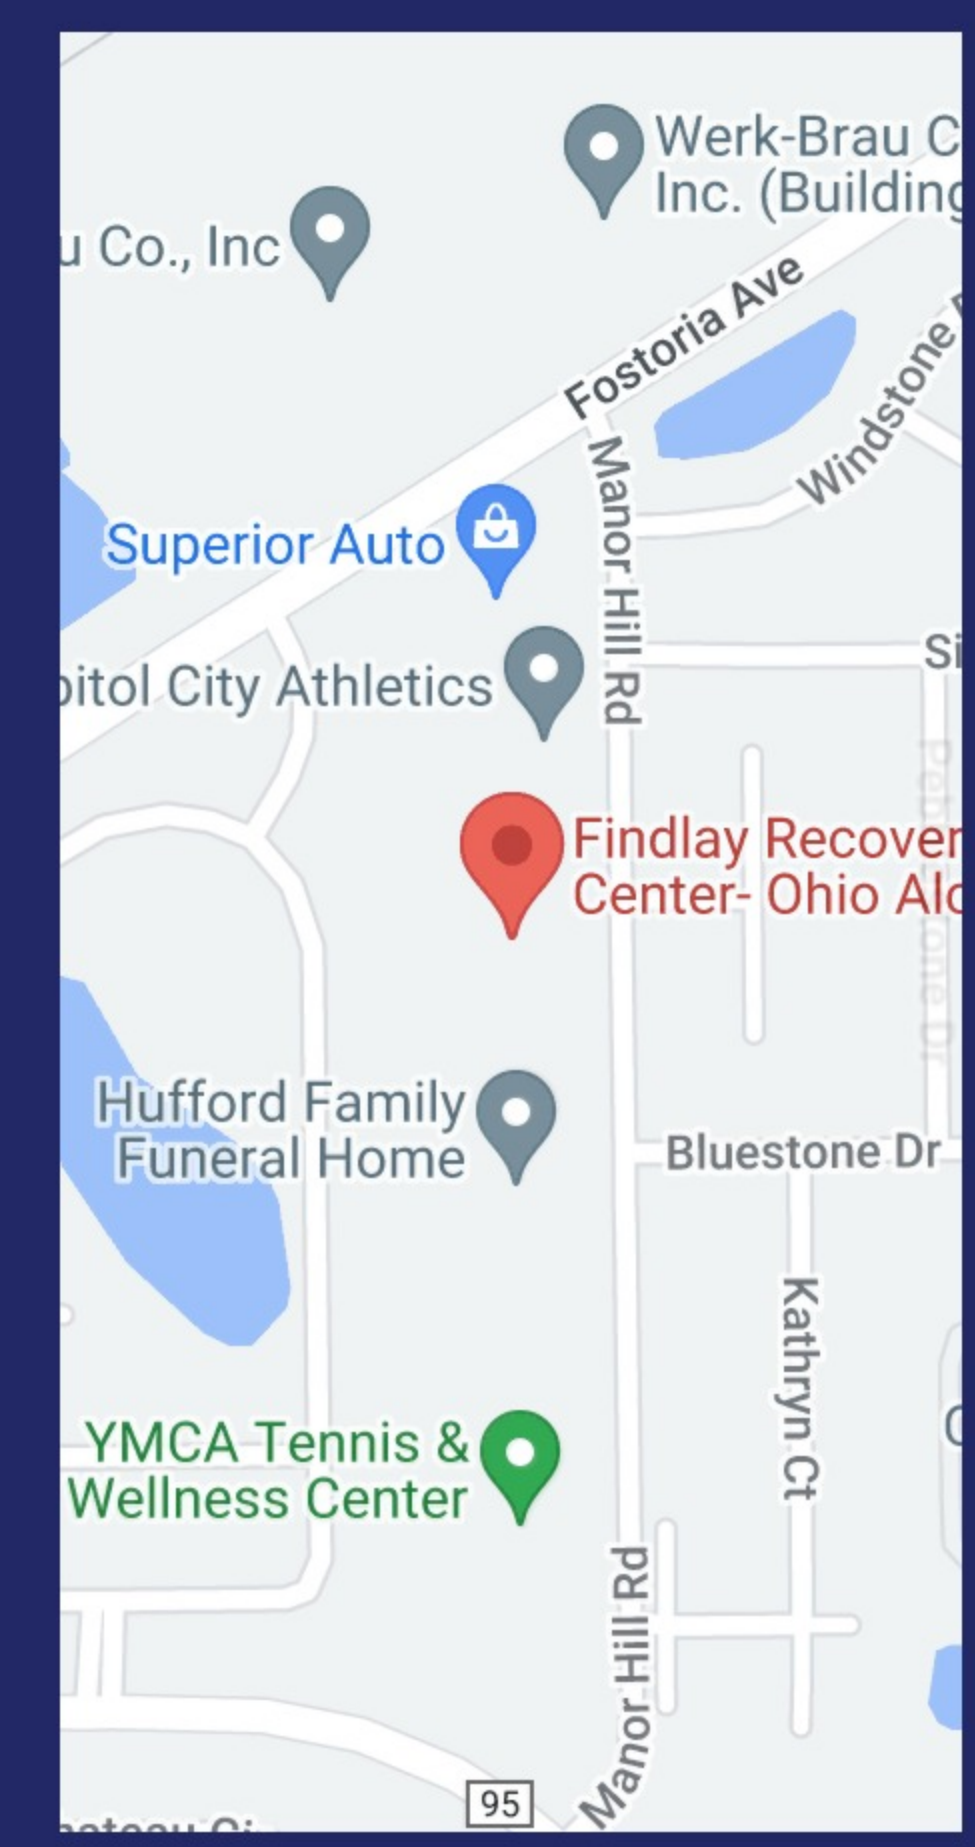 Werk-Brau C
Inc. (Building
u Co., Inc
Fostoria Ave
Windstone
Manor Hill Rd
Superior Auto
Si
pitol City Athletics
Findlay Recover
Center- Ohio Alc
Hufford Family
Funeral Home
Bluestone Dr
Kathryn Ct
YMCA Tennis &
Wellness Center
Manor Hill Rd
95